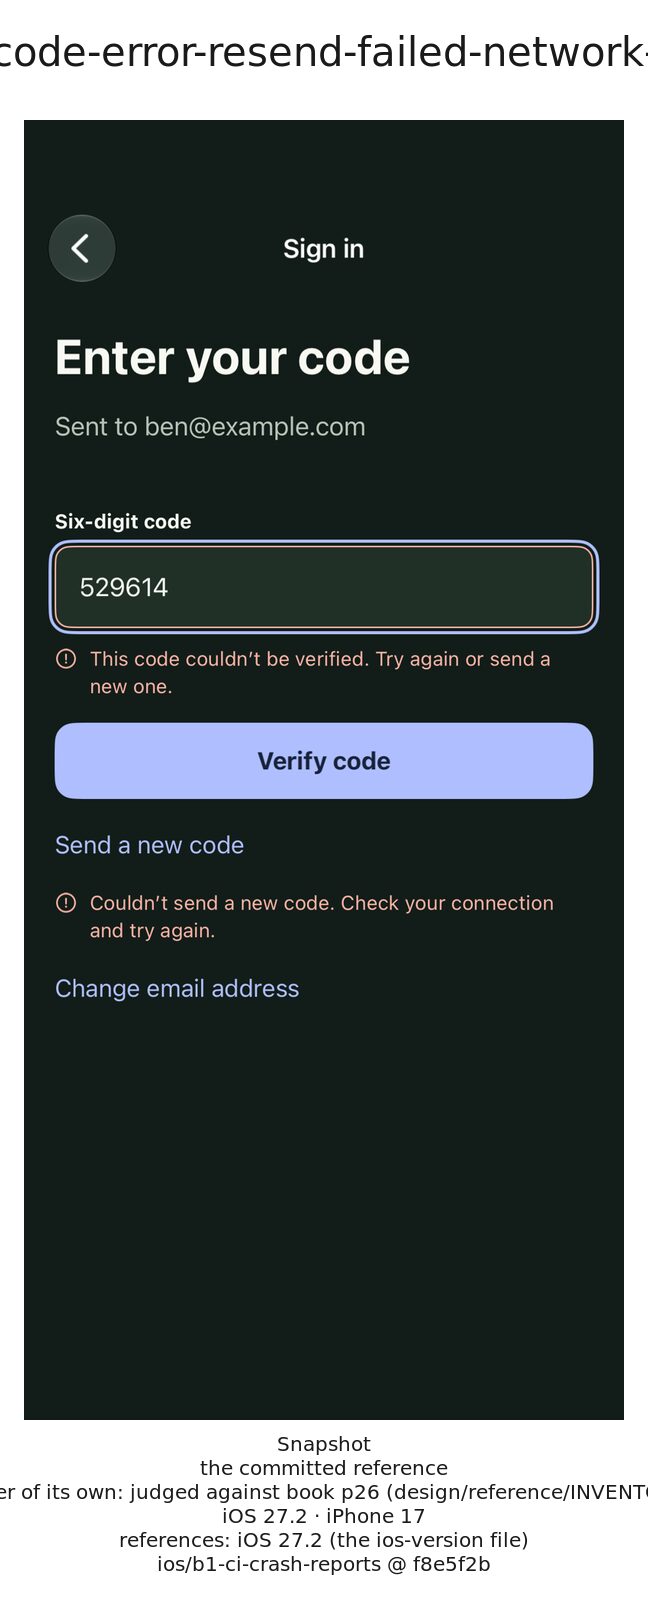 code-error-resend-failed-network-
Sign in
Enter your code
Sent to ben@example.com
Six-digit code
529614
This code couldn’t be verified. Try again or send a
new one.
Verify code
Send a new code
Couldn’t send a new code. Check your connection
and try again.
Change email address
Snapshot
the committed reference
er of its own: judged against book p26 (design/reference/INVENTO
iOS 27.2 · iPhone 17
references: iOS 27.2 (the ios-version file)
ios/b1-ci-crash-reports @ f8e5f2b